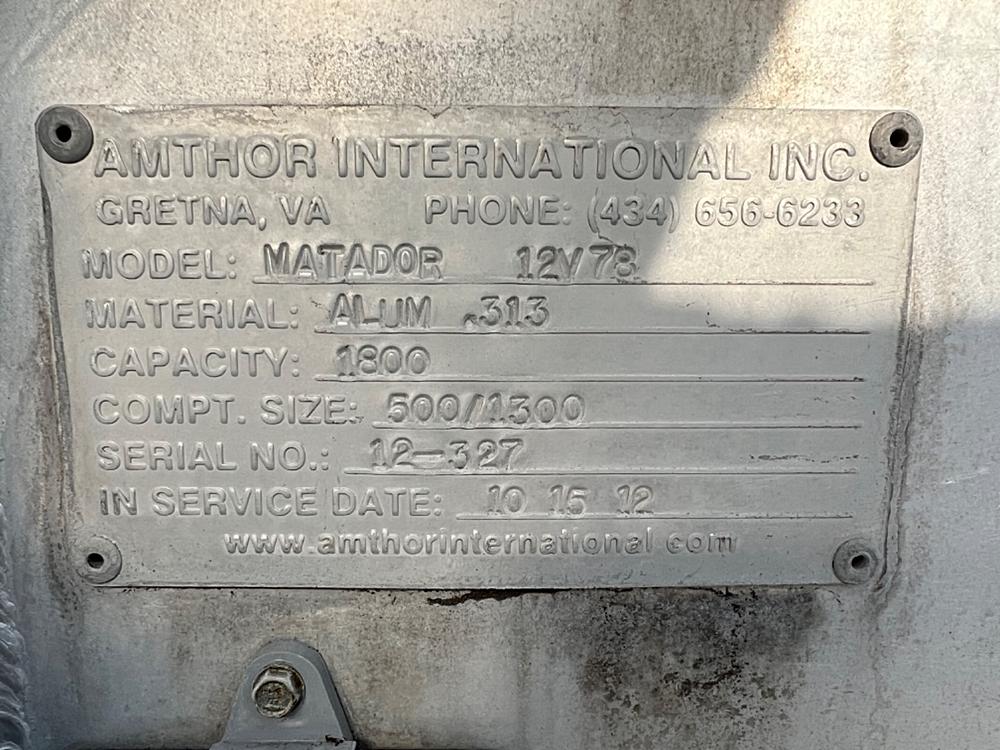 AMTHOR INTERNATIONAL INC.
GRETNA, VA PHONE: (434) 656-6233
MODEL: MATADOR 12V78
MATERIAL: ALUM .313
CAPACITY: 1800
COMPT. SIZE: 500/1300
SERIAL NO.: 12-327
IN SERVICE DATE: 10 15 12
www.amthorinternational.com